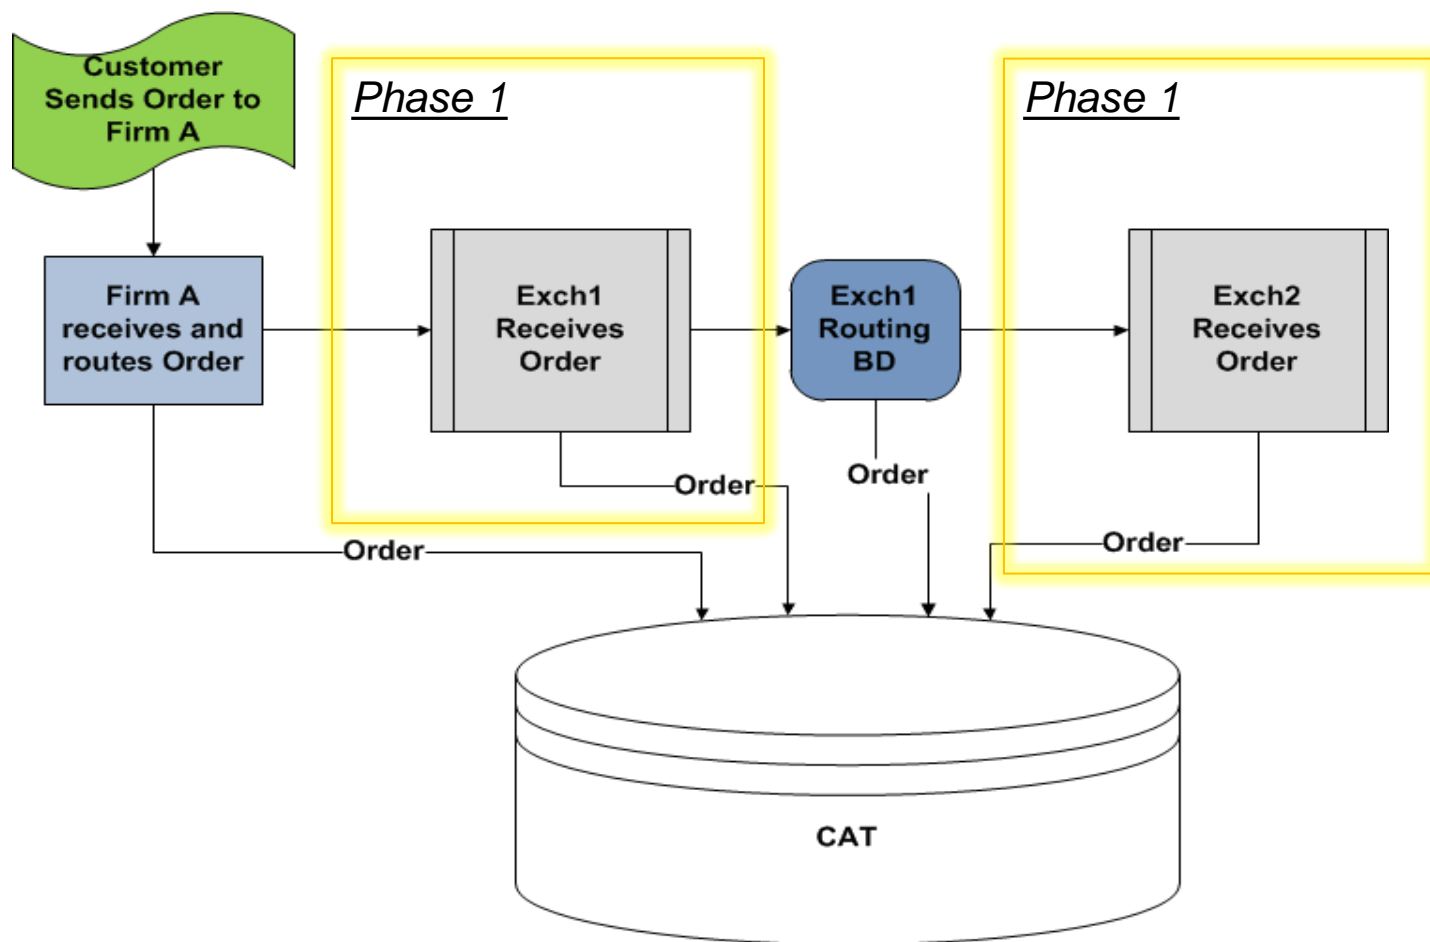 Customer
Sends Order to
Firm A
Phase 1
Phase 1
Firm A
receives and
routes Order
Exch1
Receives
Order
Exch1
Routing
BD
Exch2
Receives
Order
Order
Order
Order
Order
CAT